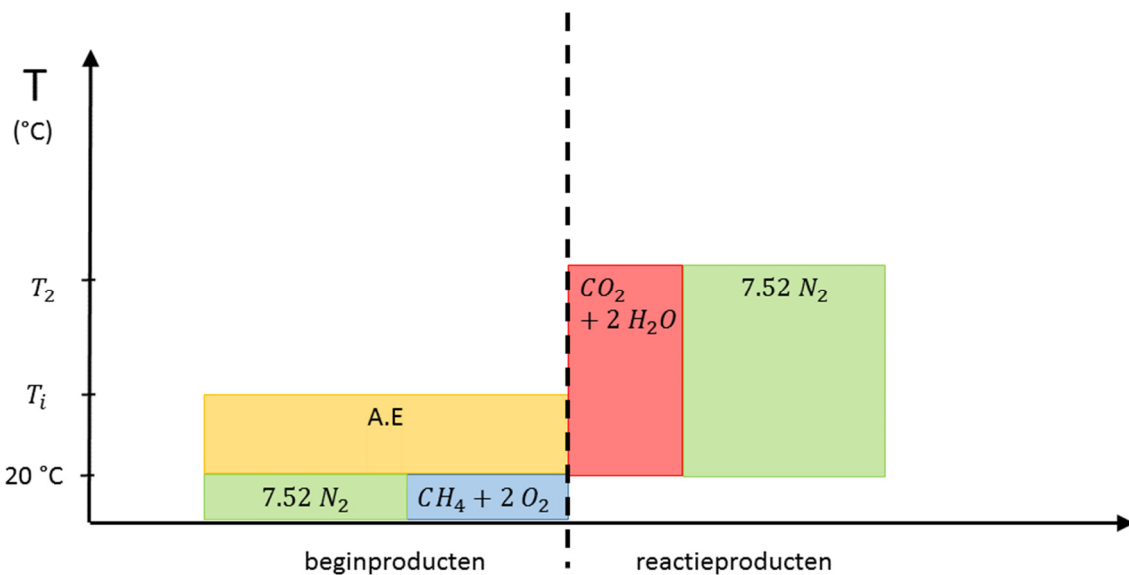 T
(°C)
T₂
CO₂
+ 2 H₂O
7.52 N₂
Tᵢ
A.E
20 °C
7.52 N₂
CH₄ + 2 O₂
beginproducten
reactieproducten